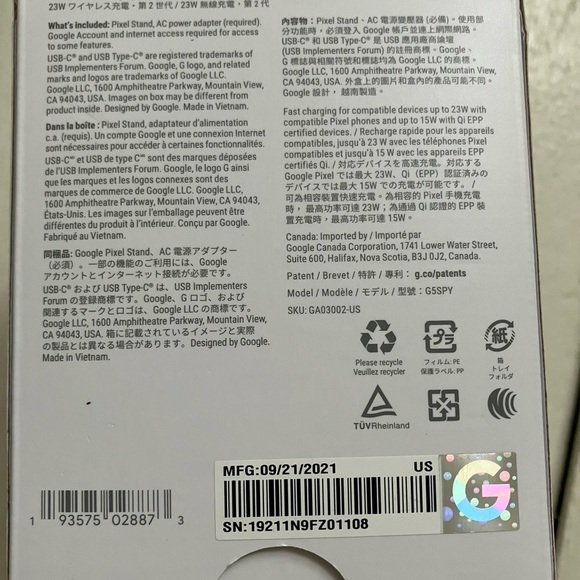 23W ワイヤレス充電・第2世代 / 23W 無線充電・第2代
What's included: Pixel Stand, AC power adapter (required).
Google Account and internet access required for access
to some features.
USB-C® and USB Type-C® are registered trademarks of
USB Implementers Forum. Google, G logo, and related
marks and logos are trademarks of Google LLC.
Google LLC, 1600 Amphitheatre Parkway, Mountain View,
CA 94043, USA. Images on box may be different from
product inside. Designed by Google. Made in Vietnam.
Dans la boîte : Pixel Stand, adaptateur d'alimentation
c.a. (requis). Un compte Google et une connexion Internet
sont nécessaires pour accéder à certaines fonctionnalités.
USB-Cᴹᶜ et USB de type Cᴹᶜ sont des marques déposées
de l'USB Implementers Forum. Google, le logo G ainsi
que les marques et les logos connexes sont des
marques de commerce de Google LLC. Google LLC,
1600 Amphitheatre Parkway, Mountain View, CA 94043,
États-Unis. Les images sur l'emballage peuvent être
différentes du produit à l'intérieur. Conçu par Google.
Fabriqué au Vietnam.
同梱品: Google Pixel Stand、AC 電源アダプター
(必須)。一部の機能のご利用には、Google
アカウントとインターネット接続が必要です。
USB-C® および USB Type-C® は、USB Implementers
Forum の登録商標です。Google、G ロゴ、および
関連するマークとロゴは、Google LLC の商標です。
Google LLC, 1600 Amphitheatre Parkway, Mountain View,
CA 94043, USA. 箱に記載されているイメージと実際
の製品とは異なる場合があります。Designed by Google.
Made in Vietnam.
內容物：Pixel Stand、AC 電源變壓器 (必備)。使用部
分功能時，必須登入 Google 帳戶並連上網際網路。
USB-C® 和 USB Type-C® 是 USB 應用廠商論壇
(USB Implementers Forum) 的註冊商標。Google、
G 標誌與相關符號和標誌均為 Google LLC 的商標。
Google LLC, 1600 Amphitheatre Parkway, Mountain View,
CA 94043, USA. 外盒上的圖片和盒內的產品可能不同。
Google 設計，越南製造。
Fast charging for compatible devices up to 23W with
compatible Pixel phones and up to 15W with Qi EPP
certified devices. / Recharge rapide pour les appareils
compatibles, jusqu'à 23 W avec les téléphones Pixel
compatibles et jusqu'à 15 W avec les appareils EPP
certifiés Qi. / 対応デバイスを高速充電。対応する
Google Pixel では最大 23W、Qi（EPP）認証済みの
デバイスでは最大 15W での充電が可能です。 /
可為相容裝置快速充電。為相容的 Pixel 手機充電
時，最高功率可達 23W；為通過 Qi 認證的 EPP 裝
置充電時，最高功率可達 15W。
Canada: Imported by / Importé par
Google Canada Corporation, 1741 Lower Water Street,
Suite 600, Halifax, Nova Scotia, B3J 0J2, Canada.
Patent / Brevet / 特許 / 專利： g.co/patents
Model / Modèle / モデル / 型號：G5SPY
SKU: GA03002-US
Please recycle
Veuillez recycler
プラ
フィルム: PE
保護ラベル: PP
紙
箱
トレイ
フォルダ
TÜVRheinland
MFG:09/21/2021 US
SN:19211N9FZ01108
G
1 93575 02887 3